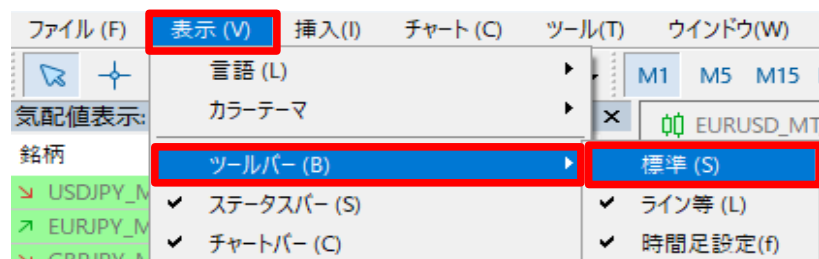 ファイル (F) 表示 (V) 挿入(I) チャート (C) ツール(T) ウインドウ(W)
言語 (L) M1 M5 M15
気配値表示: カラーテーマ EURUSD_MT
銘柄 ツールバー (B) 標準 (S)
USDJPY_M ステータスバー (S) ライン等 (L)
EURJPY_M チャートバー (C) 時間足設定(f)